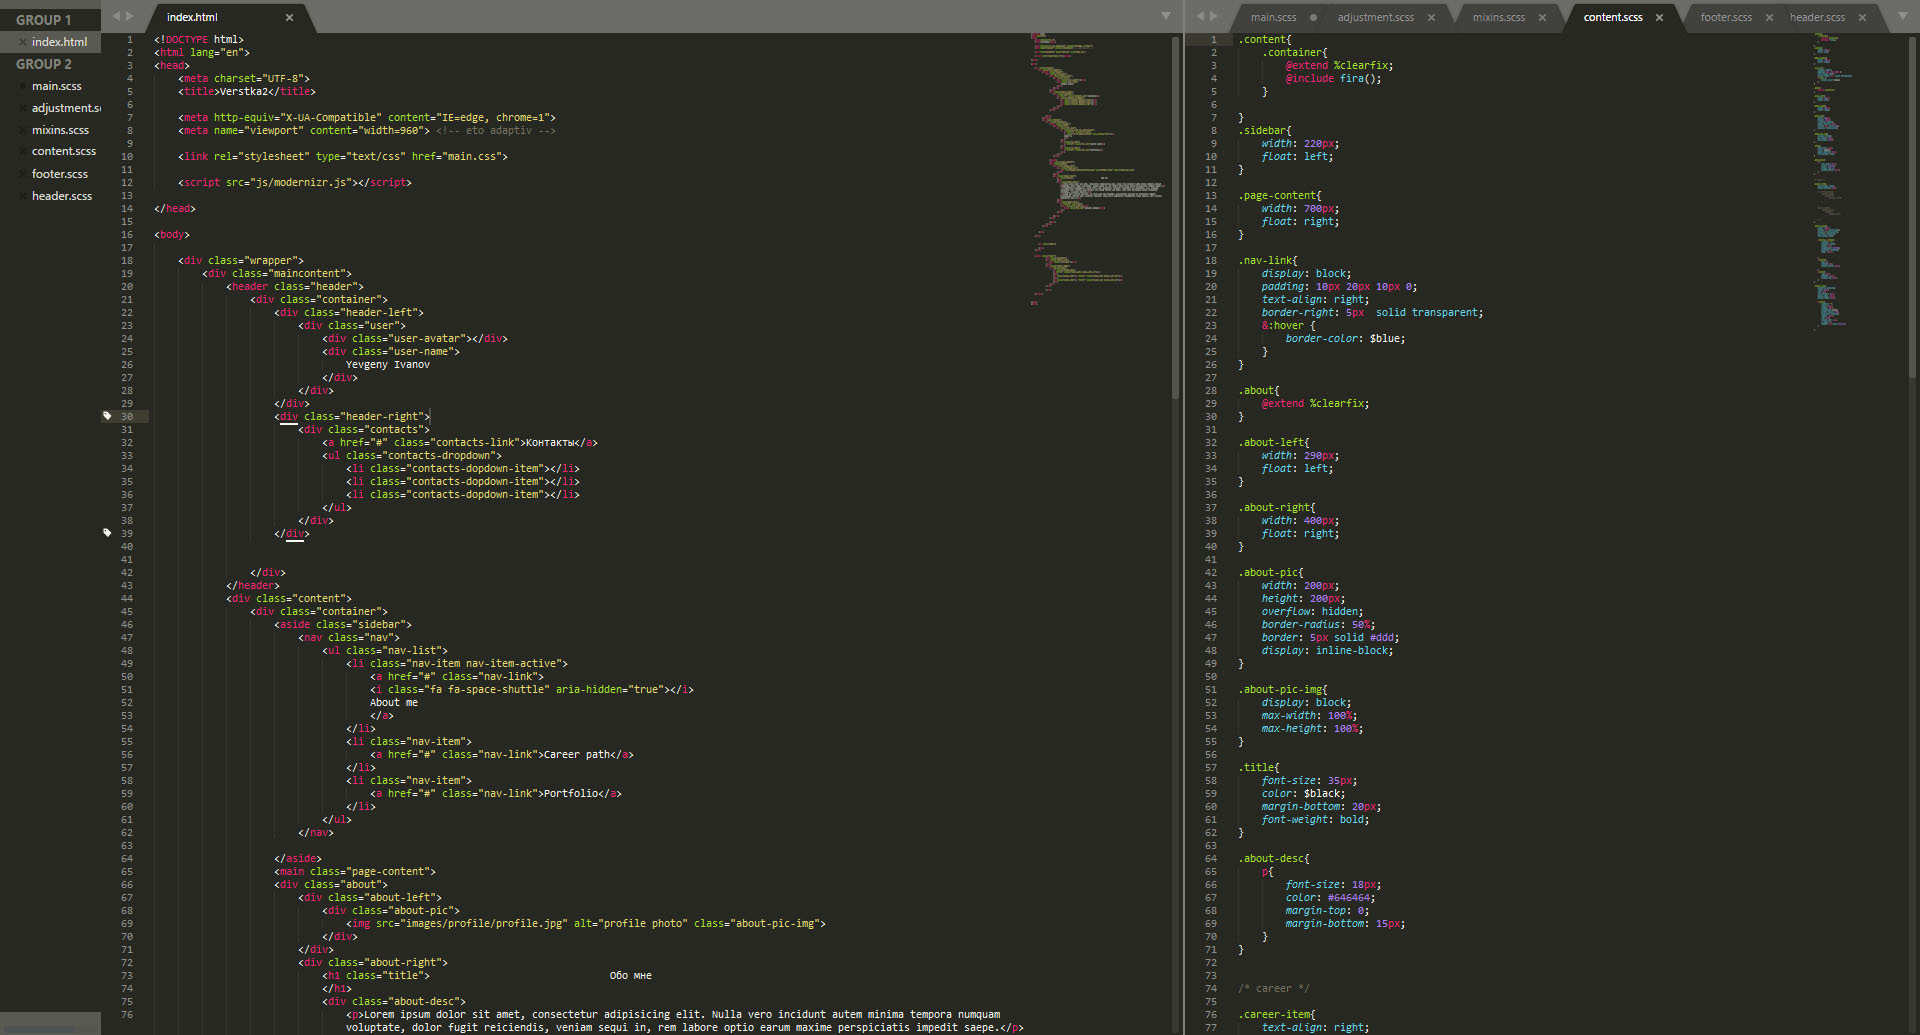 GROUP 1
index.html
GROUP 2
main.scss
adjustment.sc
mixins.scss
content.scss
footer.scss
header.scss
index.html
1 <!DOCTYPE html>
2 <html lang="en">
3 <head>
4 <meta charset="UTF-8">
5 <title>Verstka2</title>
6
7 <meta http-equiv="X-UA-Compatible" content="IE=edge, chrome=1">
8 <meta name="viewport" content="width=960"> <!-- eto adaptiv -->
9
10 <link rel="stylesheet" type="text/css" href="main.css">
11
12 <script src="js/modernizr.js"></script>
13
14 </head>
15
16 <body>
17
18 <div class="wrapper">
19 <div class="maincontent">
20 <header class="header">
21 <div class="container">
22 <div class="header-left">
23 <div class="user">
24 <div class="user-avatar"></div>
25 <div class="user-name">
26 Yevgeny Ivanov
27 </div>
28 </div>
29 </div>
30 <div class="header-right">
31 <div class="contacts">
32 <a href="#" class="contacts-link">Контакты</a>
33 <ul class="contacts-dropdown">
34 <li class="contacts-dopdown-item"></li>
35 <li class="contacts-dopdown-item"></li>
36 <li class="contacts-dopdown-item"></li>
37 </ul>
38 </div>
39 </div>
40
41
42 </div>
43 </header>
44 <div class="content">
45 <div class="container">
46 <aside class="sidebar">
47 <nav class="nav">
48 <ul class="nav-list">
49 <li class="nav-item nav-item-active">
50 <a href="#" class="nav-link">
51 <i class="fa fa-space-shuttle" aria-hidden="true"></i>
52 About me
53 </a>
54 </li>
55 <li class="nav-item">
56 <a href="#" class="nav-link">Career path</a>
57 </li>
58 <li class="nav-item">
59 <a href="#" class="nav-link">Portfolio</a>
60 </li>
61 </ul>
62 </nav>
63
64 </aside>
65 <main class="page-content">
66 <div class="about">
67 <div class="about-left">
68 <div class="about-pic">
69 <img src="images/profile/profile.jpg" alt="profile photo" class="about-pic-img">
70 </div>
71 </div>
72 <div class="about-right">
73 <h1 class="title"> Обо мне
74 </h1>
75 <div class="about-desc">
76 <p>Lorem ipsum dolor sit amet, consectetur adipisicing elit. Nulla vero incidunt autem minima tempora numquam
voluptate, dolor fugit reiciendis, veniam sequi in, rem labore optio earum maxime perspiciatis impedit saepe.</p>
main.scss adjustment.scss mixins.scss content.scss footer.scss header.scss
1 .content{
2 .container{
3 @extend %clearfix;
4 @include fira();
5 }
6
7 }
8 .sidebar{
9 width: 220px;
10 float: left;
11 }
12
13 .page-content{
14 width: 700px;
15 float: right;
16 }
17
18 .nav-link{
19 display: block;
20 padding: 10px 20px 10px 0;
21 text-align: right;
22 border-right: 5px solid transparent;
23 &:hover {
24 border-color: $blue;
25 }
26 }
27
28 .about{
29 @extend %clearfix;
30 }
31
32 .about-left{
33 width: 290px;
34 float: left;
35 }
36
37 .about-right{
38 width: 400px;
39 float: right;
40 }
41
42 .about-pic{
43 width: 200px;
44 height: 200px;
45 overflow: hidden;
46 border-radius: 50%;
47 border: 5px solid #ddd;
48 display: inline-block;
49 }
50
51 .about-pic-img{
52 display: block;
53 max-width: 100%;
54 max-height: 100%;
55 }
56
57 .title{
58 font-size: 35px;
59 color: $black;
60 margin-bottom: 20px;
61 font-weight: bold;
62 }
63
64 .about-desc{
65 p{
66 font-size: 18px;
67 color: #646464;
68 margin-top: 0;
69 margin-bottom: 15px;
70 }
71 }
72
73
74 /* career */
75
76 .career-item{
77 text-align: right;